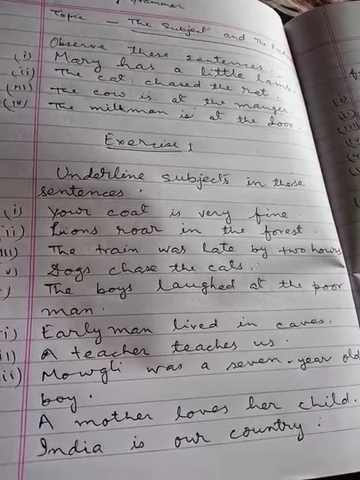 Grammar
Topic - The Subject and The
Observe these sentences.
(i) Mary has a little lamb.
(ii) The cat chased the rat.
(iii) The cow is at the manger.
(iv) The milkman is at the door.
Exercise 1
Underline subjects in these
sentences.
(i) Your coat is very fine.
ii) Lions roar in the forest.
iii) The train was late by two hours
v) Dogs chase the cats.
The boys laughed at the poor
man.
i) Early man lived in caves.
ii) A teacher teaches us.
iii) Mowgli was a seven-year old
boy.
A mother loves her child.
India is our country.